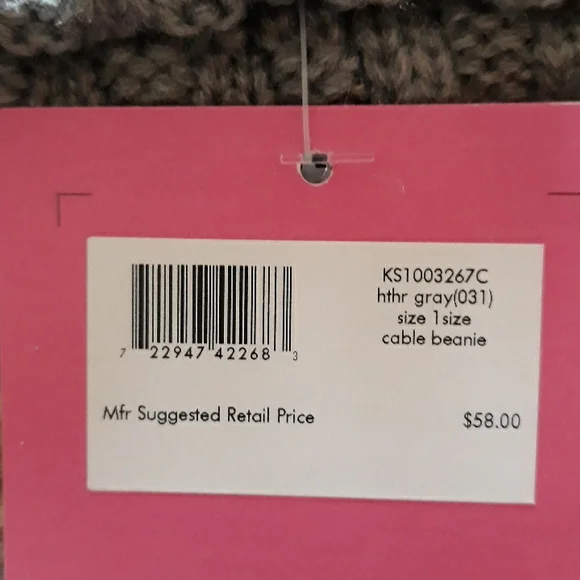 7 22947 42268 3
KS1003267C
hthr gray(031)
size 1size
cable beanie
Mfr Suggested Retail Price $58.00